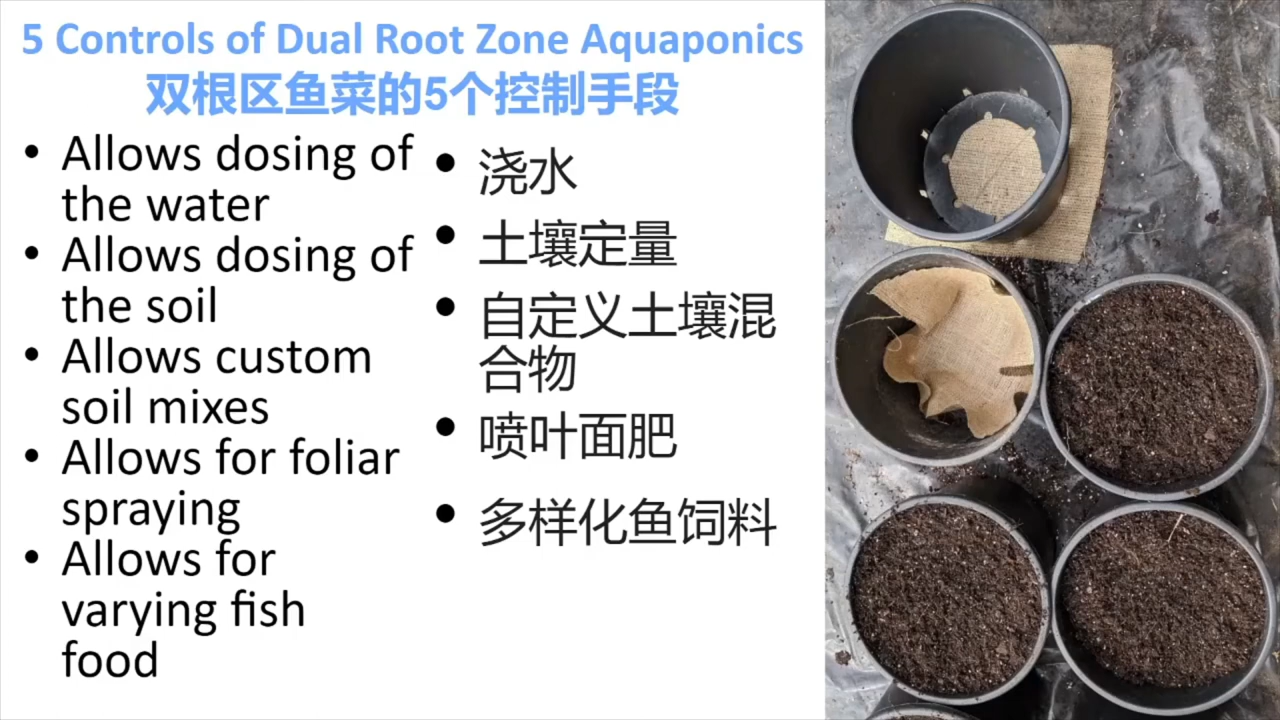 5 Controls of Dual Root Zone Aquaponics
双根区鱼菜的5个控制手段
• Allows dosing of
the water
• Allows dosing of
the soil
• Allows custom
soil mixes
• Allows for foliar
spraying
• Allows for
varying fish
food
• 浇水
• 土壤定量
• 自定义土壤混
合物
• 喷叶面肥
• 多样化鱼饲料